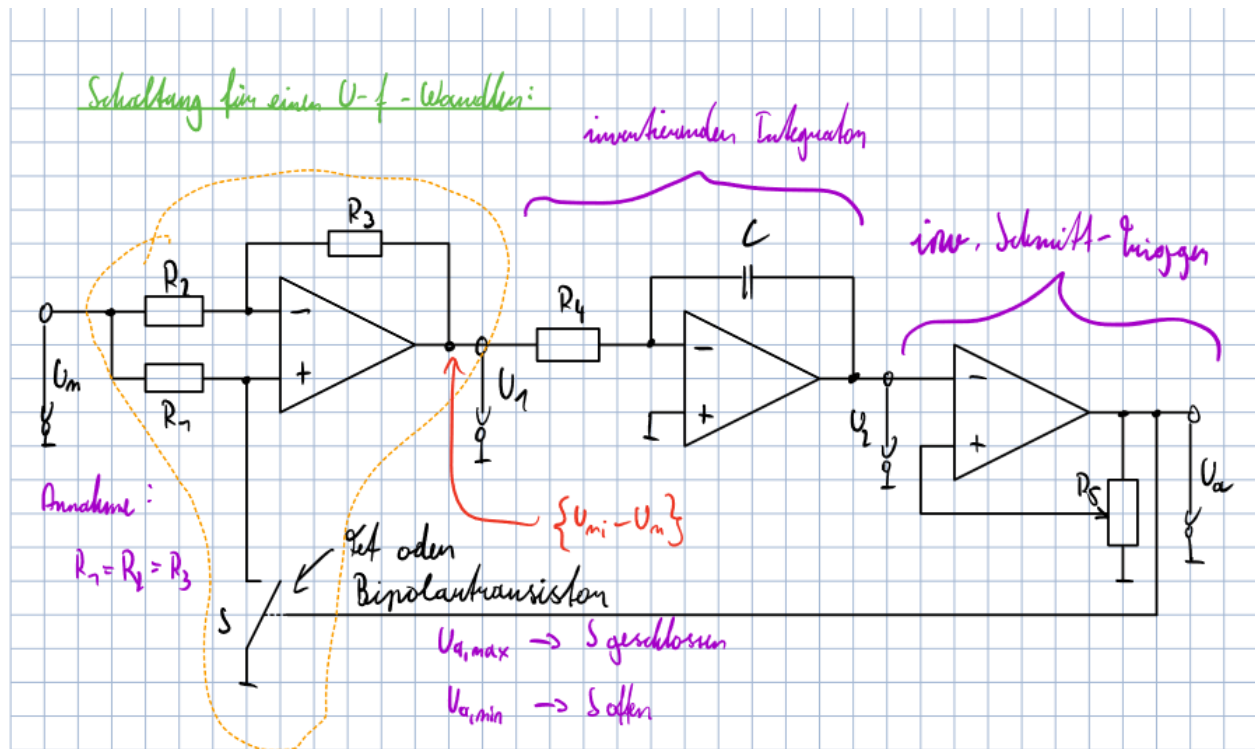 Schaltung für einen U-f-Wandler:
invertierender Integrator
inv. Schmitt-Trigger
R3
C
R2
R4
-
-
-
+
+
+
Um
R1
U1
U2
Ua
R5
Annahme:
R1 = R2 = R3
{Um; -Um}
Fet oder
Bipolartransistor
S
Ua,max → S geschlossen
Ua,min → S offen